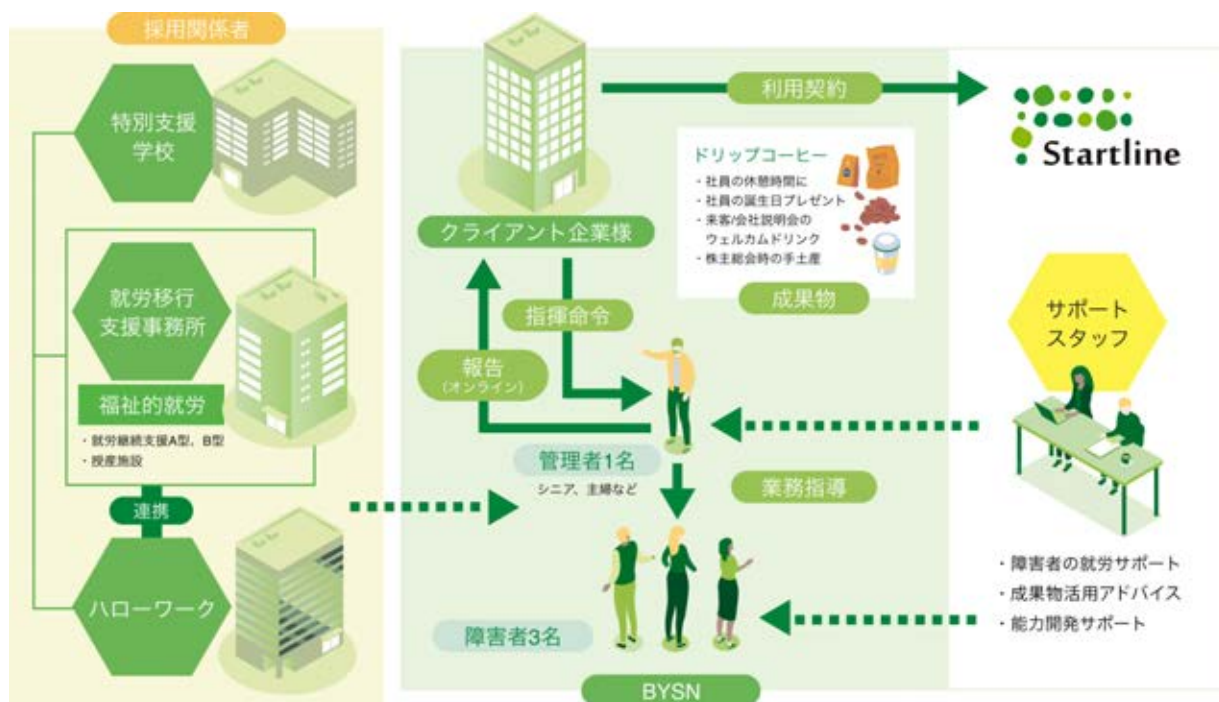 採用関係者
特別支援
学校
就労移行
支援事務所
福祉的就労
・就労継続支援A型、B型
・授産施設
連携
ハローワーク
利用契約
Startline
クライアント企業様
ドリップコーヒー
・社員の休憩時間に
・社員の誕生日プレゼント
・来客/会社説明会の
ウェルカムドリンク
・株主総会時の手土産
成果物
指揮命令
報告
(オンライン)
管理者1名
シニア、主婦など
業務指導
障害者3名
BYSN
サポート
スタッフ
・障害者の就労サポート
・成果物活用アドバイス
・能力開発サポート